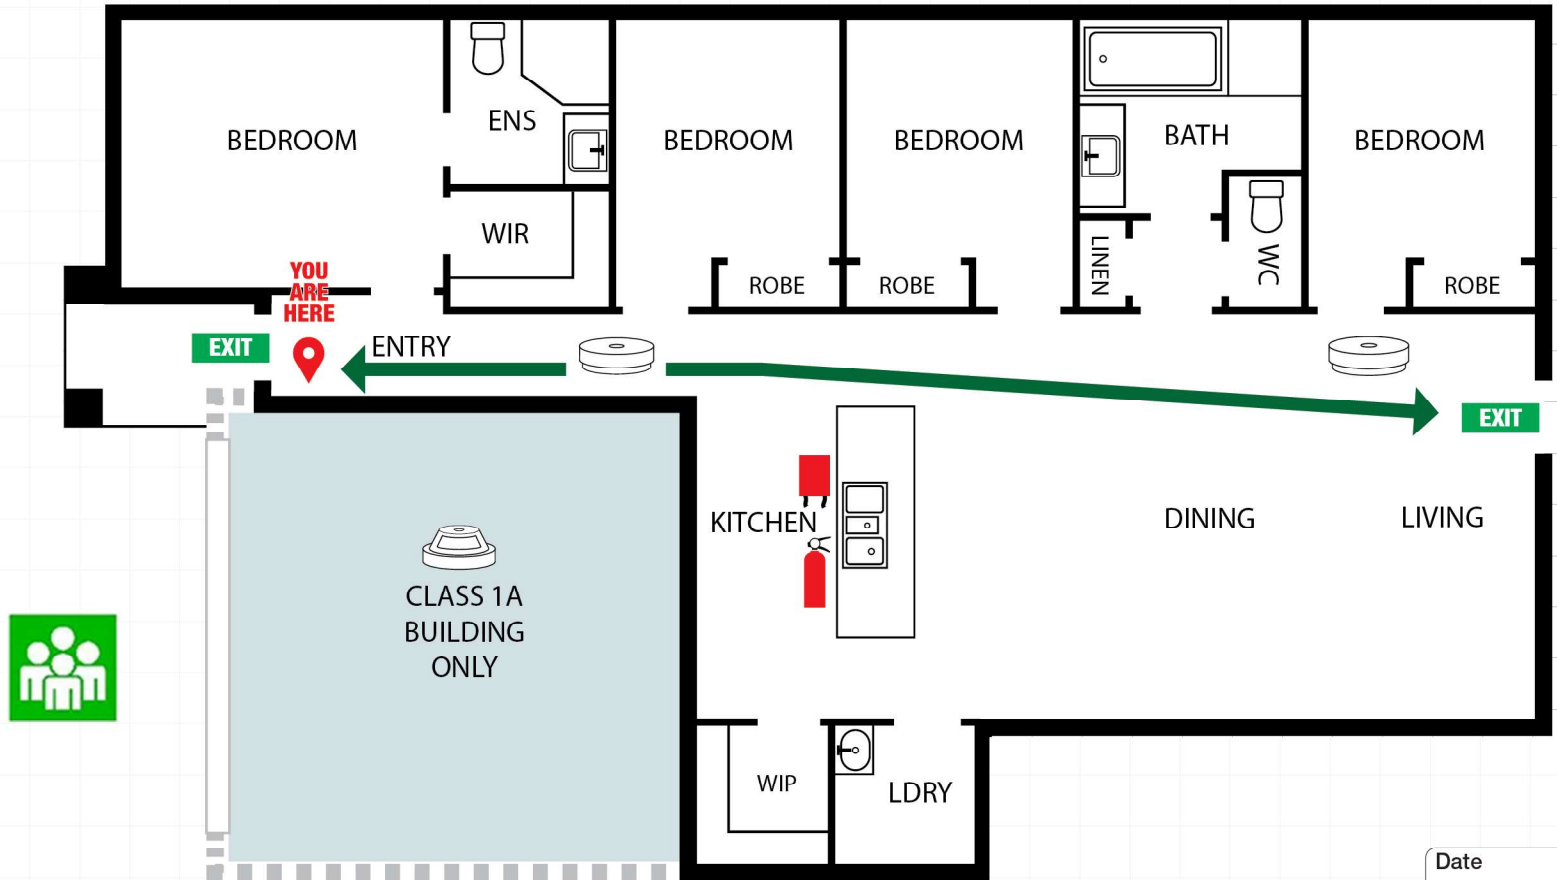 BEDROOM
ENS
BEDROOM
BEDROOM
BATH
BEDROOM
WIR
LINEN
WC
ROBE
ROBE
ROBE
YOU
ARE
HERE
EXIT
ENTRY
EXIT
KITCHEN
DINING
LIVING
CLASS 1A
BUILDING
ONLY
WIP
LDRY
Date